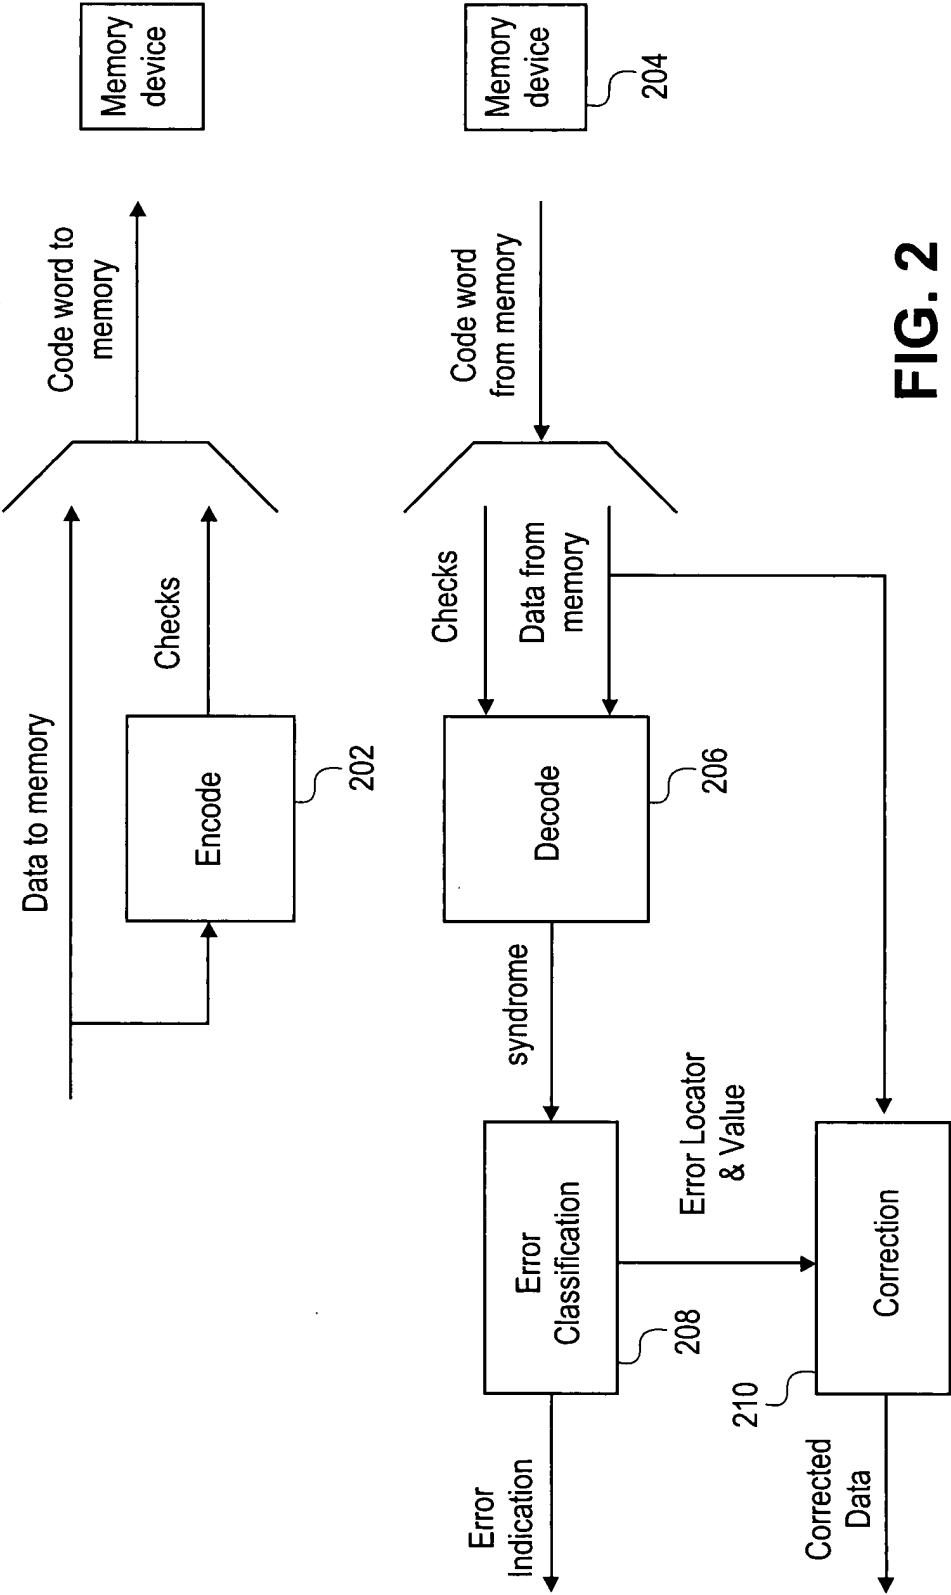 Data to memory
Encode
202
Checks
Code word to
memory
Memory
device
Error
Indication
Error
Classification
208
syndrome
Decode
206
Checks
Data from
memory
Code word
from memory
Memory
device
204
Error Locator
& Value
Corrected
Data
210
Correction
FIG. 2